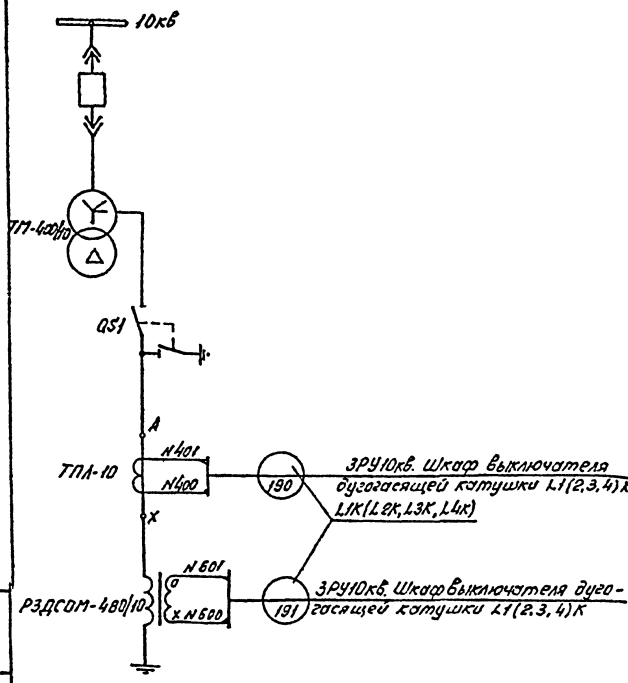 10кв
ТМ-400/10
QS1
А
N401
ТПЛ-10
N400
190
ЗРУ10кв. Шкаф выключателя
дугогасящей катушки L1(2,3,4)К
L1К(L2К, L3К, L4К)
Х
N601
а
РЗДСОМ-480/10
х N600
191
ЗРУ10кв. Шкаф выключателя дуго-
гасящей катушки L1(2,3,4)К